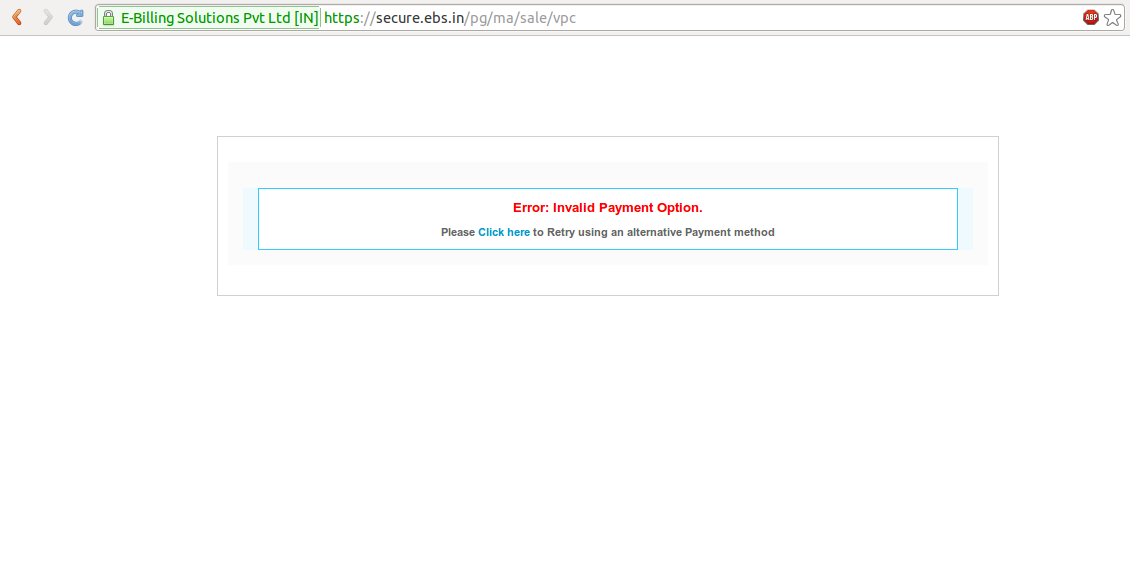 E-Billing Solutions Pvt Ltd [IN] https://secure.ebs.in/pg/ma/sale/vpc ABP
Error: Invalid Payment Option.
Please Click here to Retry using an alternative Payment method